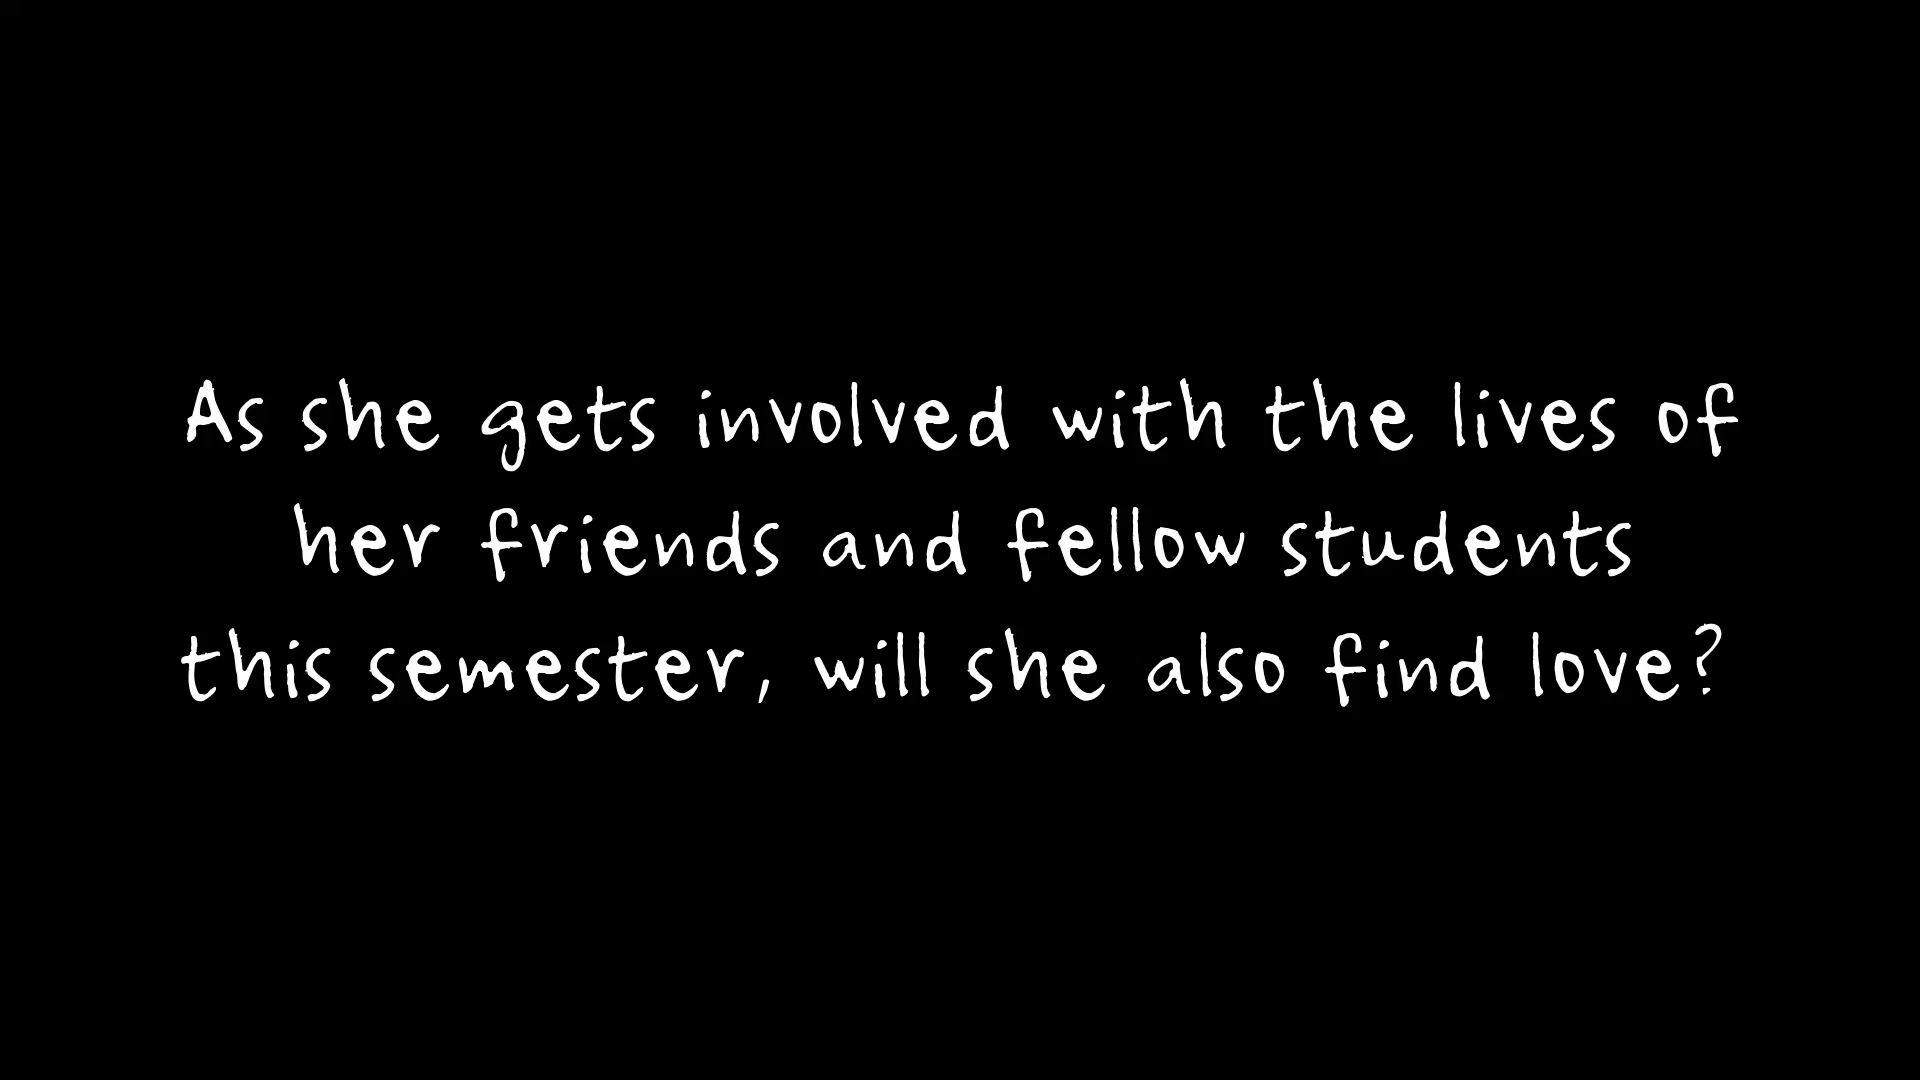 As she gets involved with the lives of
her friends and fellow students
this semester, will she also find love?